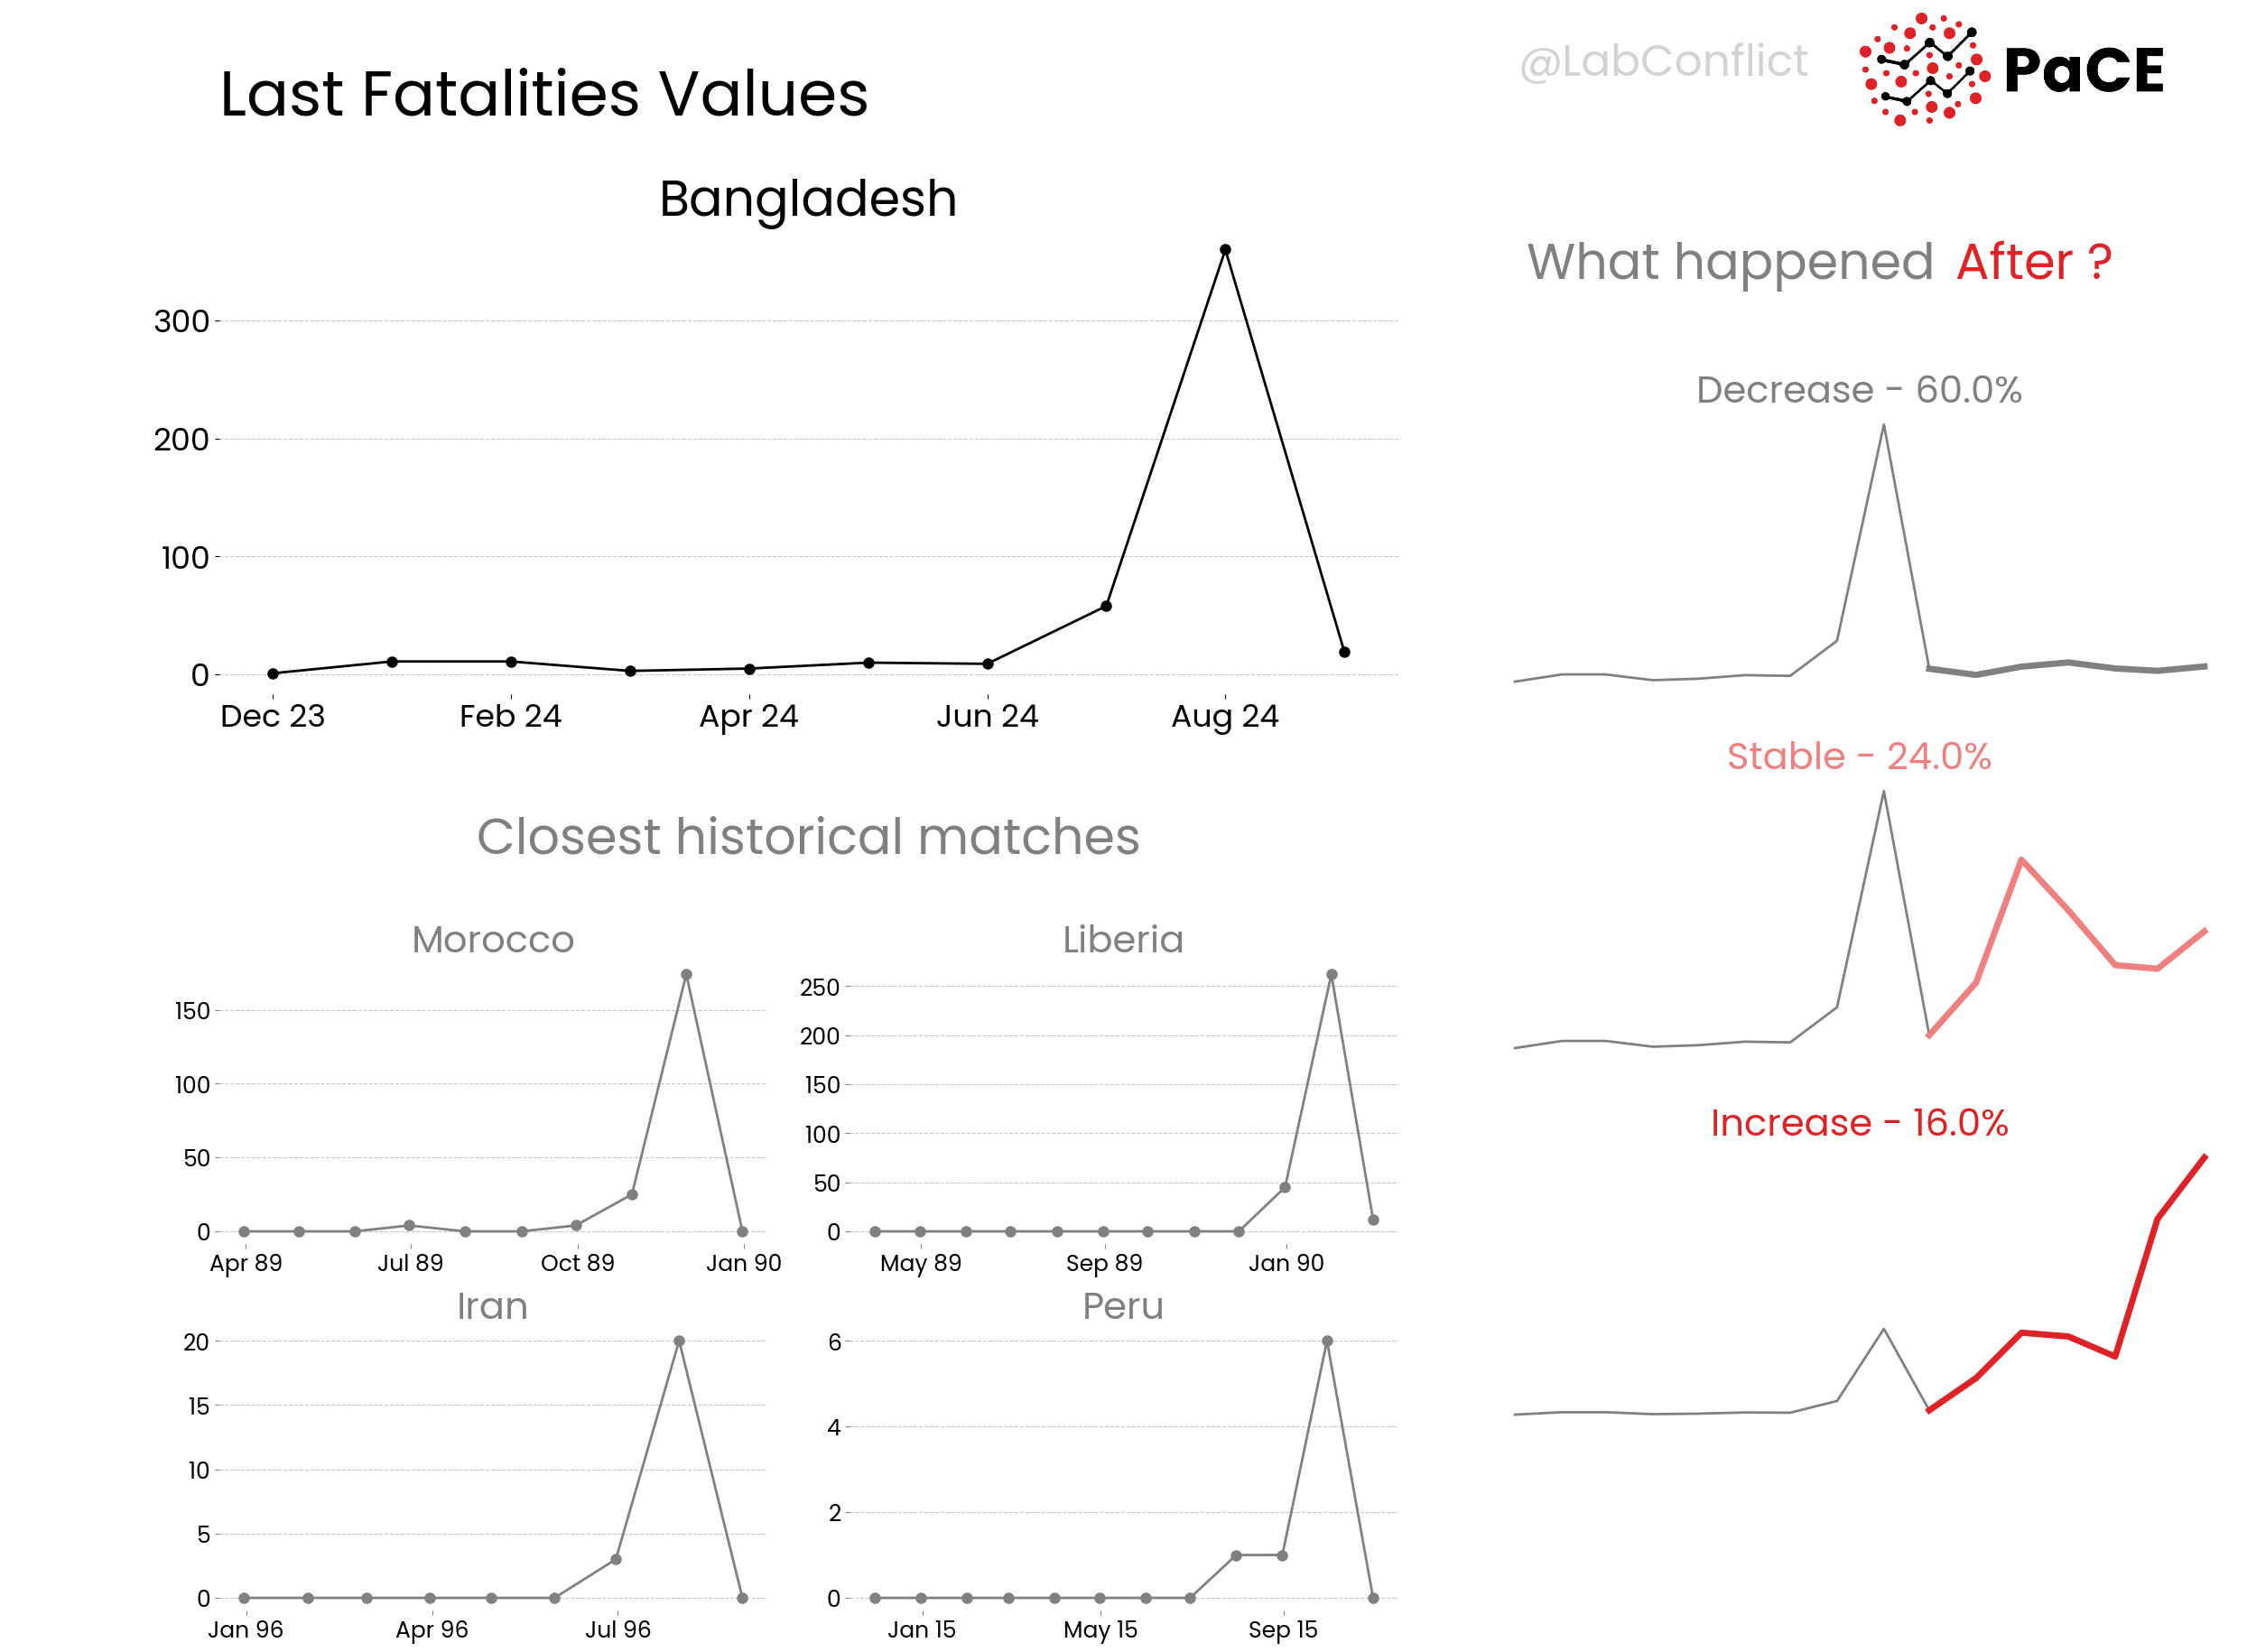 @LabConflict
PaCE
Last Fatalities Values
Bangladesh
300
200
100
0
Dec 23 Feb 24 Apr 24 Jun 24 Aug 24
Closest historical matches
Morocco
150
100
50
0
Apr 89 Jul 89 Oct 89 Jan 90
Liberia
250
200
150
100
50
0
May 89 Sep 89 Jan 90
Iran
20
15
10
5
0
Jan 96 Apr 96 Jul 96
Peru
6
4
2
0
Jan 15 May 15 Sep 15
What happened After ?
Decrease - 60.0%
Stable - 24.0%
Increase - 16.0%